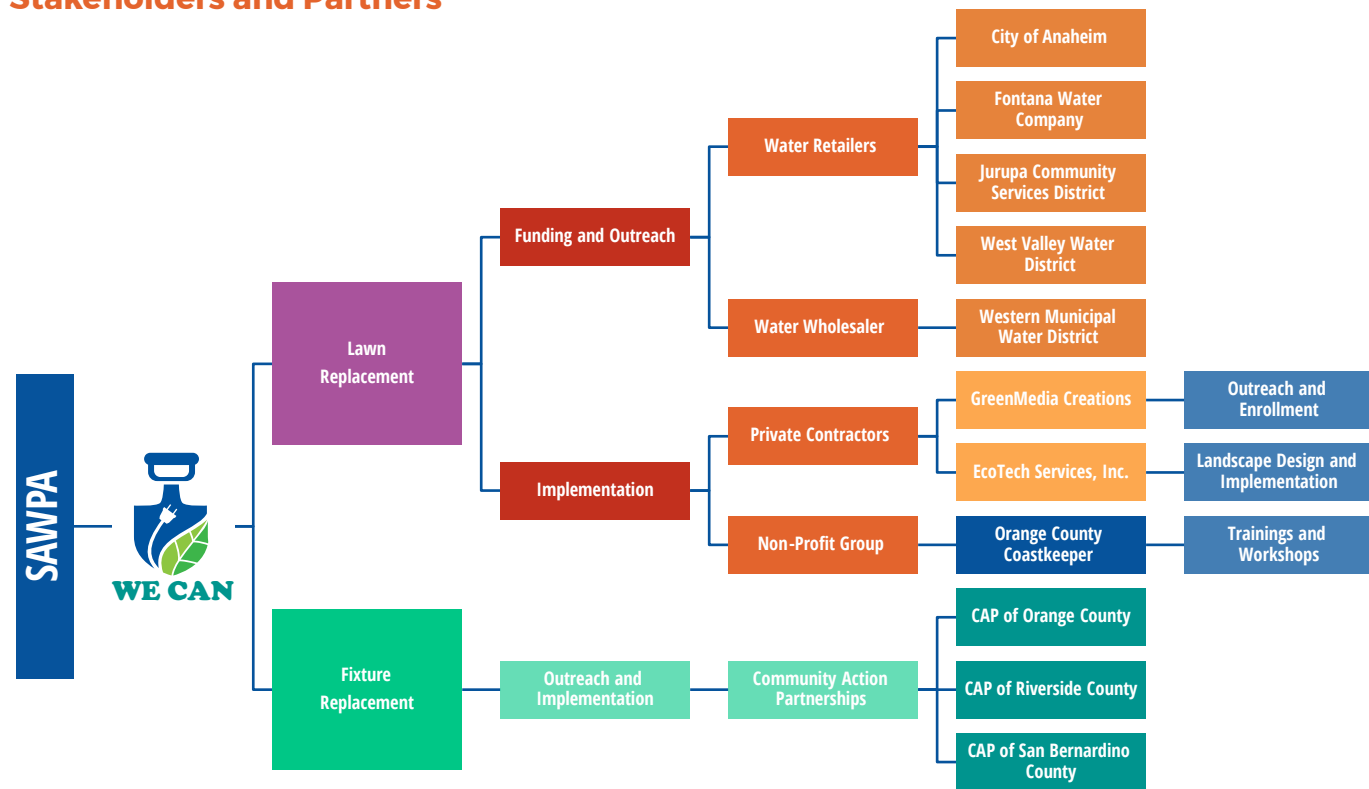 Stakeholders and Partners
City of Anaheim
Fontana Water
Company
Water Retailers
Jurupa Community
Services District
Funding and Outreach
West Valley Water
District
Water Wholesaler
Western Municipal
Water District
Lawn
Replacement
GreenMedia Creations
Outreach and
Enrollment
Private Contractors
EcoTech Services, Inc.
Landscape Design and
Implementation
Implementation
Non-Profit Group
Orange County
Coastkeeper
Trainings and
Workshops
SAWPA
WE CAN
CAP of Orange County
Fixture
Replacement
Outreach and
Implementation
Community Action
Partnerships
CAP of Riverside County
CAP of San Bernardino
County